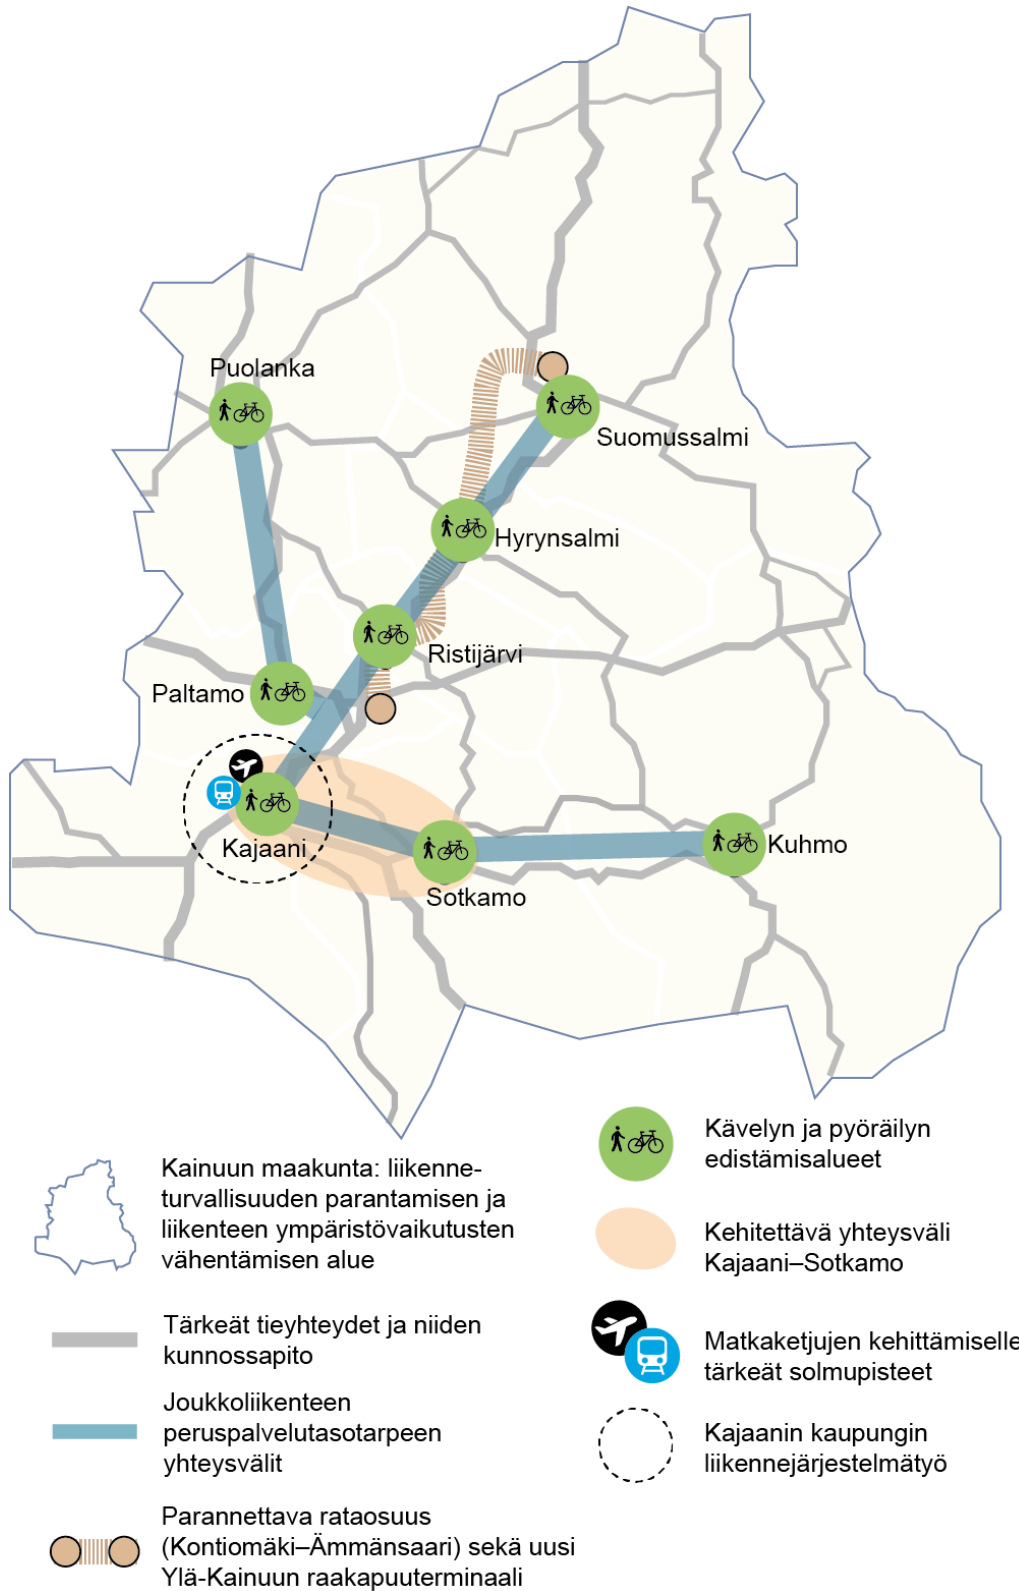 Puolanka
Suomussalmi
Hyrynsalmi
Ristijärvi
Paltamo
Kajaani
Kuhmo
Sotkamo
Kainuun maakunta: liikenne-
turvallisuuden parantamisen ja
liikenteen ympäristövaikutusten
vähentämisen alue
Tärkeät tieyhteydet ja niiden
kunnossapito
Joukkoliikenteen
peruspalvelutasotarpeen
yhteysvälit
Parannettava rataosuus
(Kontiomäki–Ämmänsaari) sekä uusi
Ylä-Kainuun raakapuuterminaali
Kävelyn ja pyöräilyn
edistämisalueet
Kehitettävä yhteysväli
Kajaani–Sotkamo
Matkaketjujen kehittämiselle
tärkeät solmupisteet
Kajaanin kaupungin
liikennejärjestelmätyö